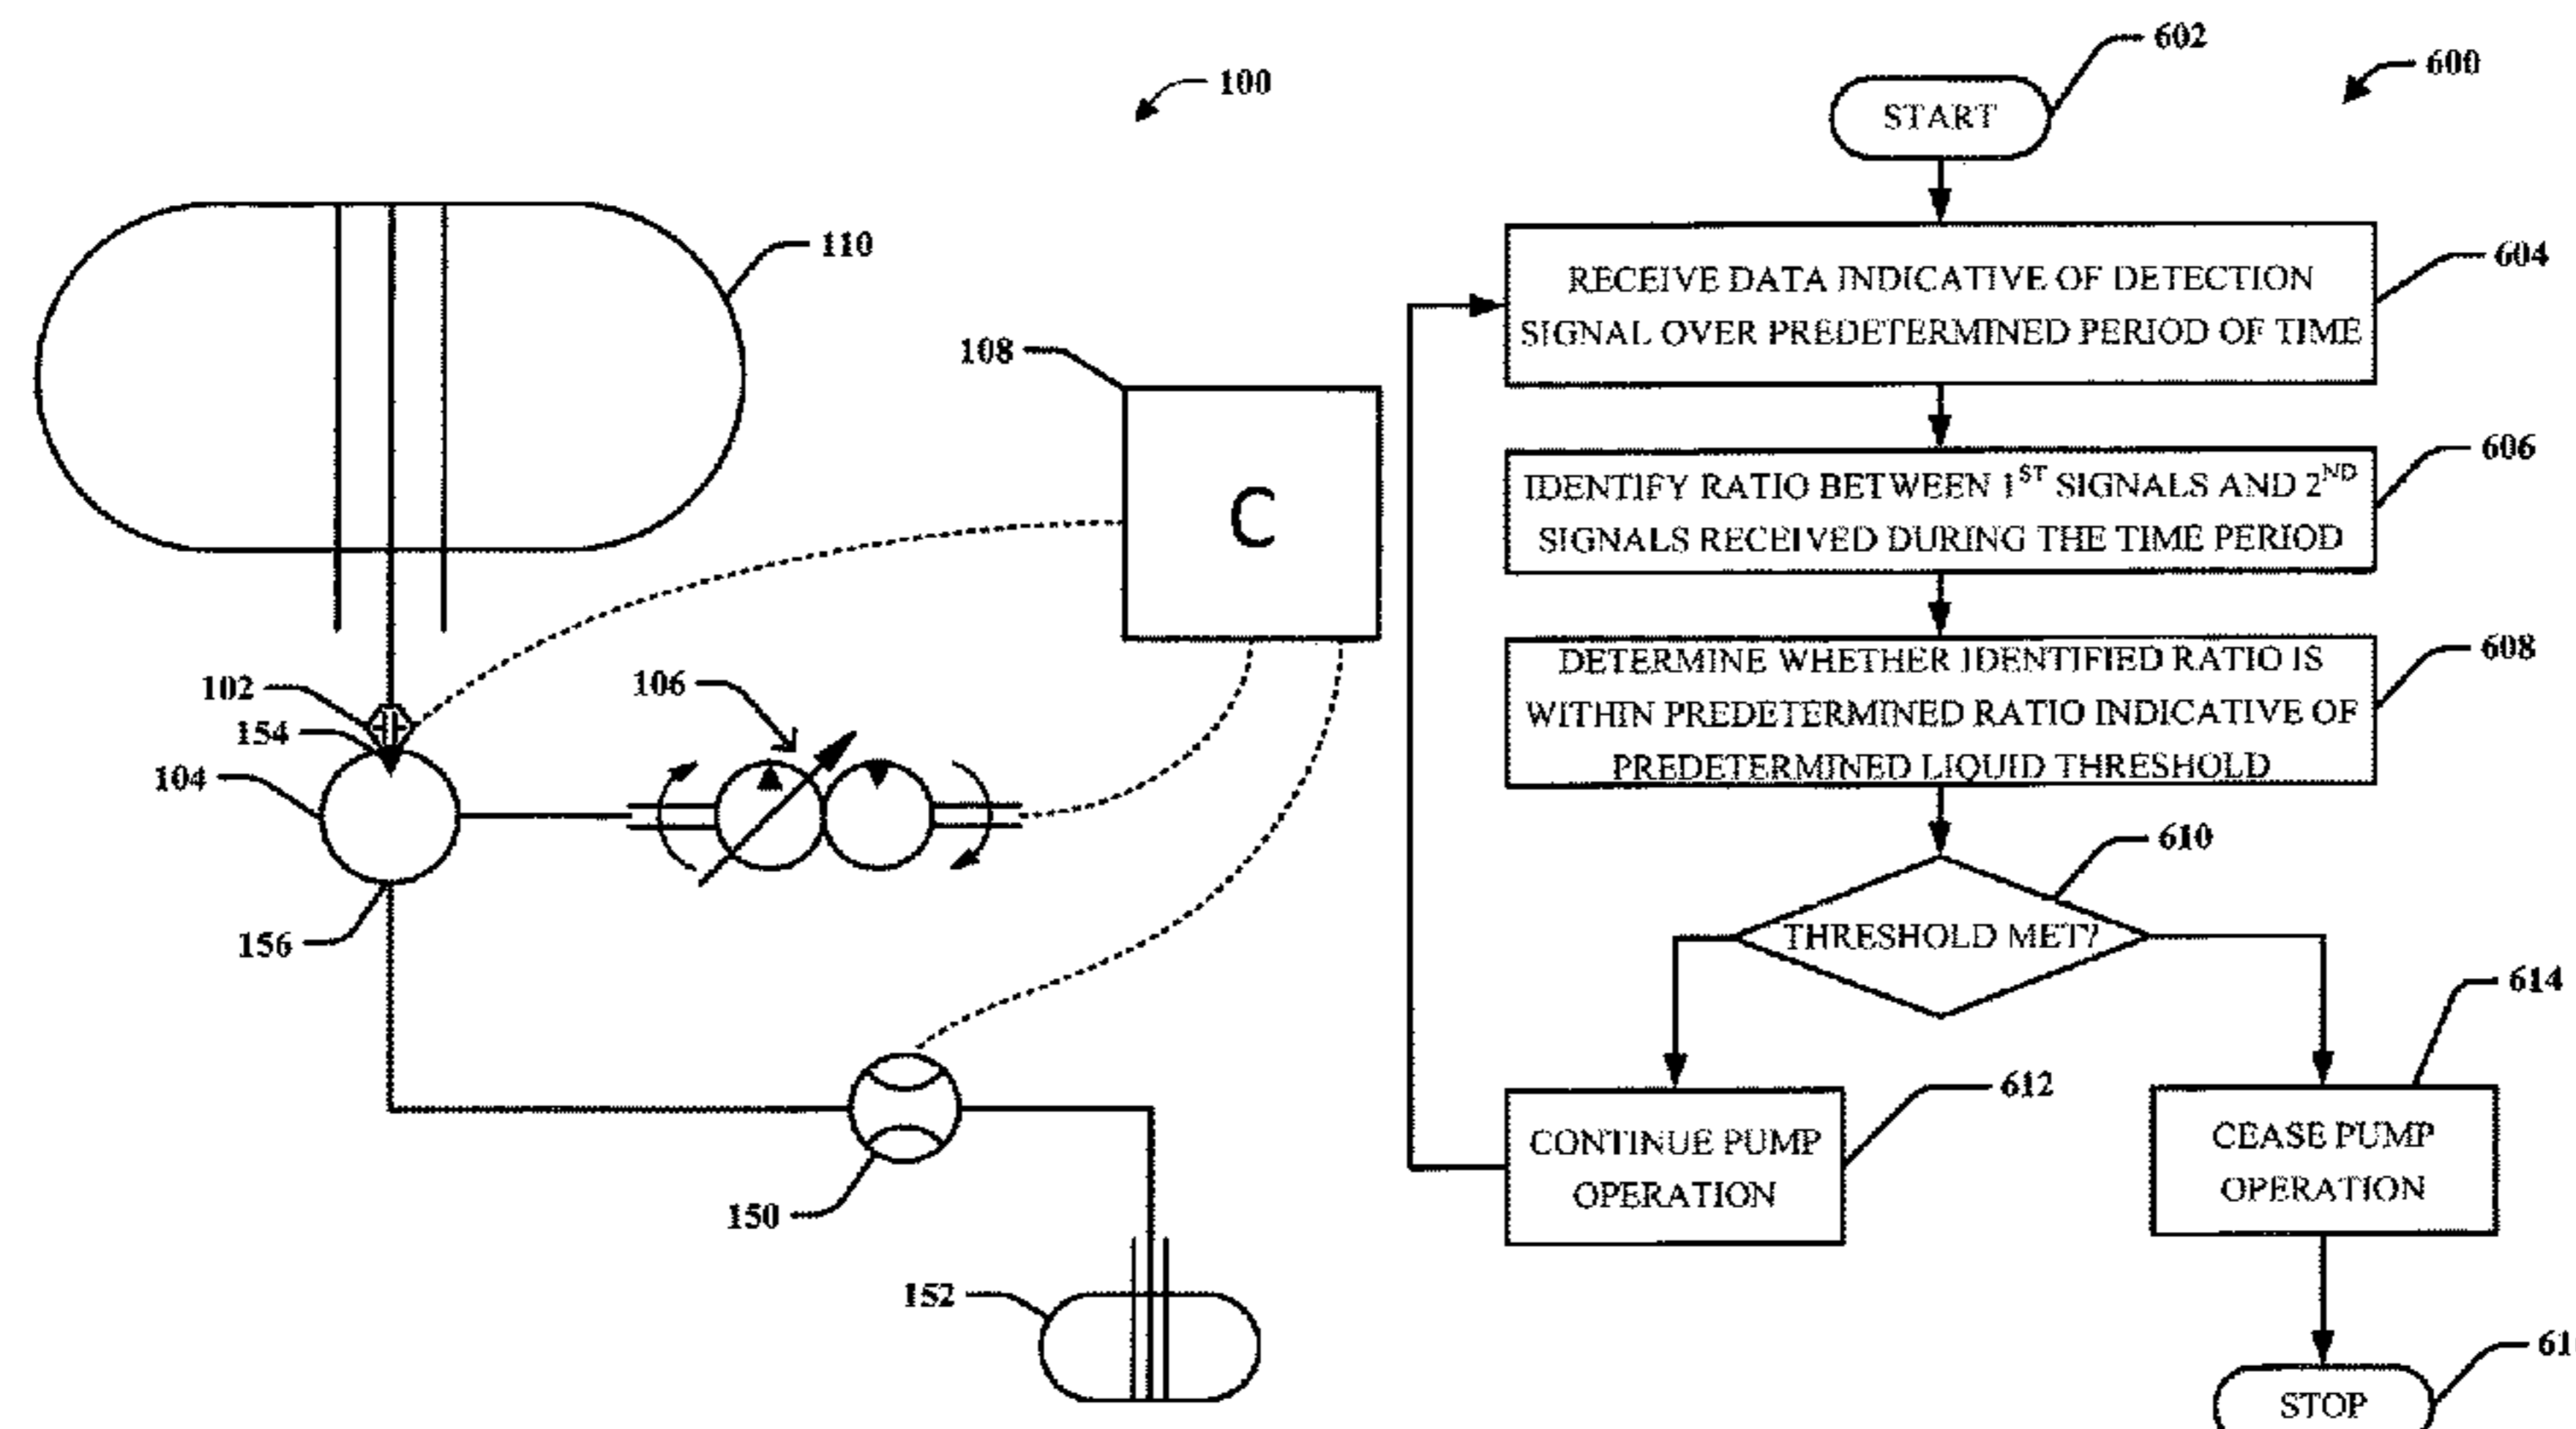 100
110
108
C
102
154
106
104
156
150
152
602
600
START
604
RECEIVE DATA INDICATIVE OF DETECTION
SIGNAL OVER PREDETERMINED PERIOD OF TIME
606
IDENTIFY RATIO BETWEEN 1ST SIGNALS AND 2ND
SIGNALS RECEIVED DURING THE TIME PERIOD
608
DETERMINE WHETHER IDENTIFIED RATIO IS
WITHIN PREDETERMINED RATIO INDICATIVE OF
PREDETERMINED LIQUID THRESHOLD
610
THRESHOLD MET?
614
612
CONTINUE PUMP
OPERATION
CEASE PUMP
OPERATION
STOP